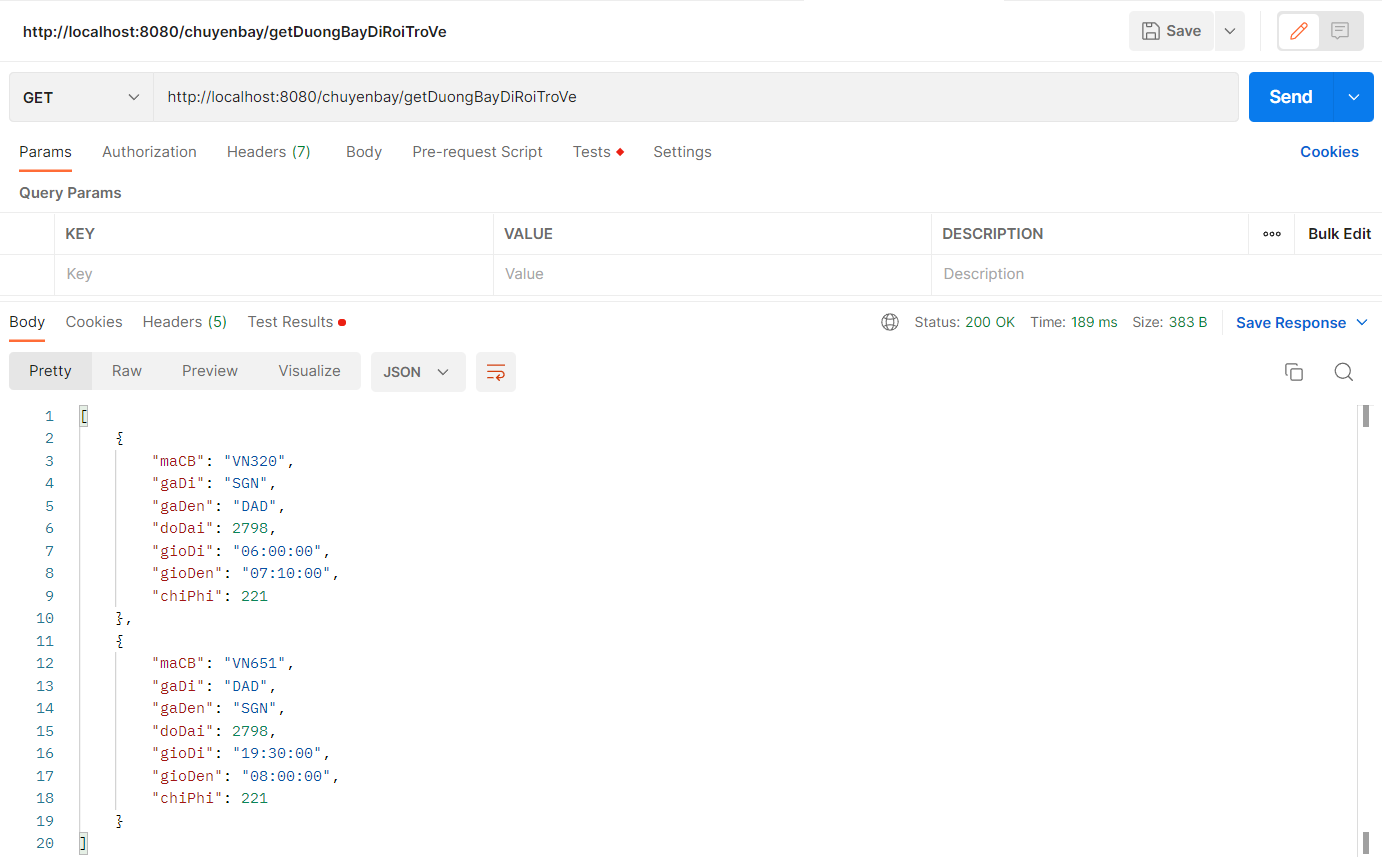 http://localhost:8080/chuyenbay/getDuongBayDiRoiTroVe
Save
GET
http://localhost:8080/chuyenbay/getDuongBayDiRoiTroVe
Send
Params Authorization Headers (7) Body Pre-request Script Tests Settings Cookies
Query Params
KEY VALUE DESCRIPTION Bulk Edit
Key Value Description
Body Cookies Headers (5) Test Results Status: 200 OK Time: 189 ms Size: 383 B Save Response
Pretty Raw Preview Visualize JSON
1 [
2 {
3 "maCB": "VN320",
4 "gaDi": "SGN",
5 "gaDen": "DAD",
6 "doDai": 2798,
7 "gioDi": "06:00:00",
8 "gioDen": "07:10:00",
9 "chiPhi": 221
10 },
11 {
12 "maCB": "VN651",
13 "gaDi": "DAD",
14 "gaDen": "SGN",
15 "doDai": 2798,
16 "gioDi": "19:30:00",
17 "gioDen": "08:00:00",
18 "chiPhi": 221
19 }
20 ]